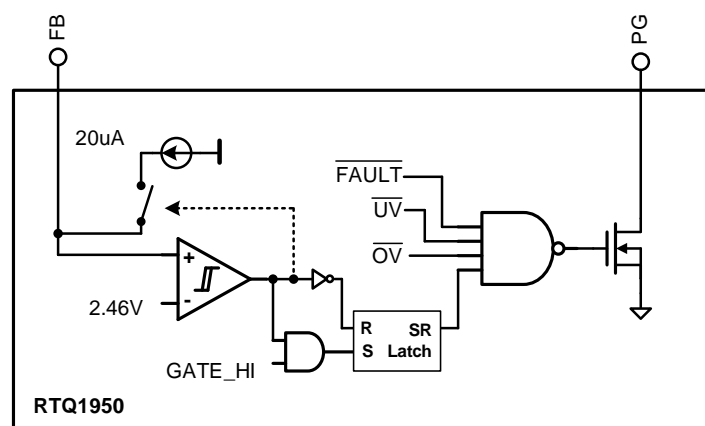 FB
PG
20uA
FAULT
UV
OV
+
-
2.46V
R SR
S Latch
GATE_HI
RTQ1950